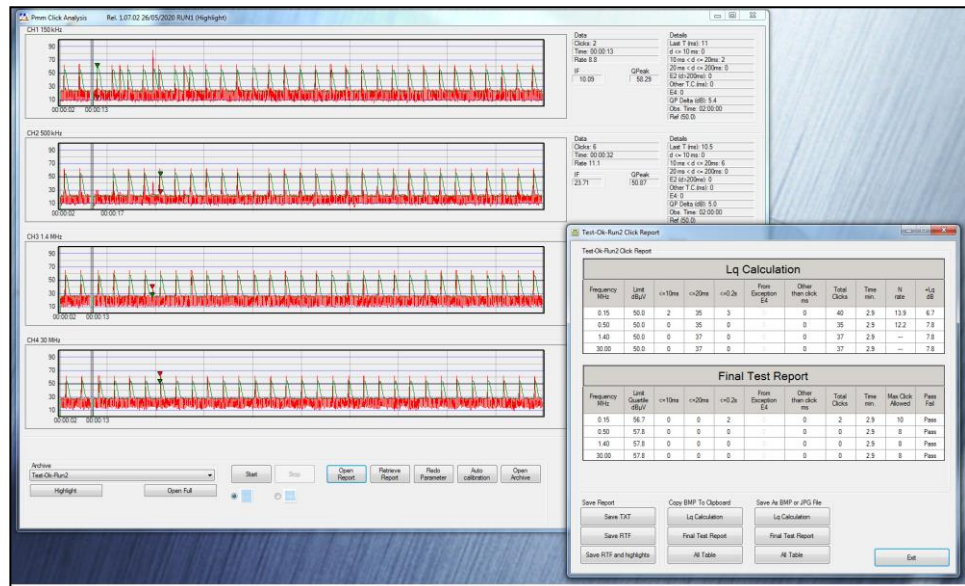 Pmm Click Analysis Rel. 1.07.02 26/05/2020 RUN1 (Highlight)
CH1 150 kHz
90
70
50
30
10
00:00:02 00:00:13
Data
Clicks: 2
Time: 00:00:13
Rate 8.8
IF QPeak
10.09 58.29
Details
Last T (ms): 11
d <= 10 ms: 0
10 ms < d <= 20ms: 2
20 ms < d <= 200ms: 0
E2 (d>200ms): 0
Other T.C.(ms): 0
E4: 0
QP Delta (dB): 5.4
Obs. Time: 02:00:00
Ref (50.0)
CH2 500 kHz
90
70
50
30
10
00:00:02 00:00:17
Data
Clicks: 6
Time: 00:00:32
Rate 11.1
IF QPeak
23.71 50.87
Details
Last T (ms): 10.5
d <= 10 ms: 0
10 ms < d <= 20ms: 6
20 ms < d <= 200ms: 0
E2 (d>200ms): 0
Other T.C.(ms): 0
E4: 0
QP Delta (dB): 5.0
Obs. Time: 02:00:00
Ref (50.0)
CH3 1.4 MHz
90
70
50
30
10
00:00:02 00:00:13
CH4 30 MHz
90
70
50
30
10
00:00:02 00:00:13
Archive
Test-Ok-Run2
Highlight Open Full
Start Stop
Open Report
Retrieve Report
Redo Parameter
Auto calibration
Open Archive
Test-Ok-Run2 Click Report
Test-Ok-Run2 Click Report
Lq Calculation
Frequency MHz Limit dBµV <=10ms <=20ms <=0.2s From Exception E4 Other than click ms Total Clicks Time min. N rate +Lq dB
0.15 50.0 2 35 3 0 40 2.9 13.9 6.7
0.50 50.0 0 35 0 0 35 2.9 12.2 7.8
1.40 50.0 0 37 0 0 37 2.9 --- 7.8
30.00 50.0 0 37 0 0 37 2.9 --- 7.8
Final Test Report
Frequency MHz Limit Quartile dBµV <=10ms <=20ms <=0.2s From Exception E4 Other than click ms Total Clicks Time min. Max Click Allowed Pass Fail
0.15 56.7 0 0 2 0 2 2.9 10 Pass
0.50 57.8 0 0 0 0 0 2.9 8 Pass
1.40 57.8 0 0 0 0 0 2.9 8 Pass
30.00 57.8 0 0 0 0 0 2.9 8 Pass
Save Report Copy BMP To Clipboard Save As BMP or JPG File
Save TXT Lq Calculation Lq Calculation
Save RTF Final Test Report Final Test Report
Save RTF and highlights All Table All Table
Exit